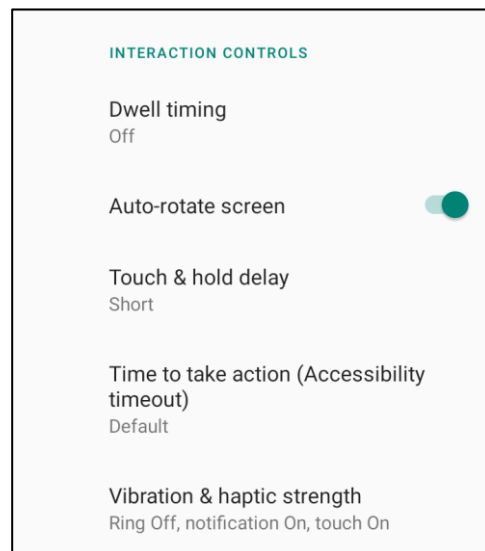 INTERACTION CONTROLS
Dwell timing
Off
Auto-rotate screen
Touch & hold delay
Short
Time to take action (Accessibility
timeout)
Default
Vibration & haptic strength
Ring Off, notification On, touch On